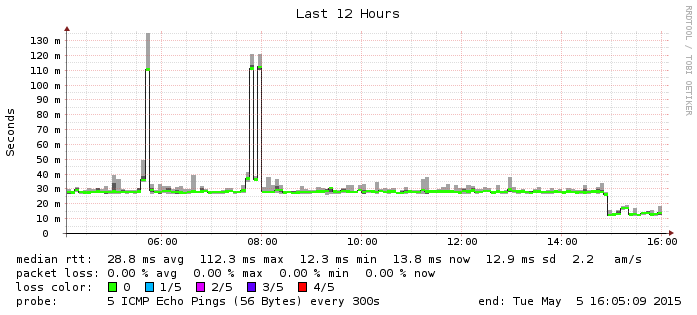 Last 12 Hours
RRDTOOL / TOBI OETIKER
Seconds
130 m
120 m
110 m
100 m
90 m
80 m
70 m
60 m
50 m
40 m
30 m
20 m
10 m
0
06:00 08:00 10:00 12:00 14:00 16:00
median rtt: 28.8 ms avg 112.3 ms max 12.3 ms min 13.8 ms now 12.9 ms sd 2.2 am/s
packet loss: 0.00 % avg 0.00 % max 0.00 % min 0.00 % now
loss color: 0 1/5 2/5 3/5 4/5
probe: 5 ICMP Echo Pings (56 Bytes) every 300s end: Tue May 5 16:05:09 2015